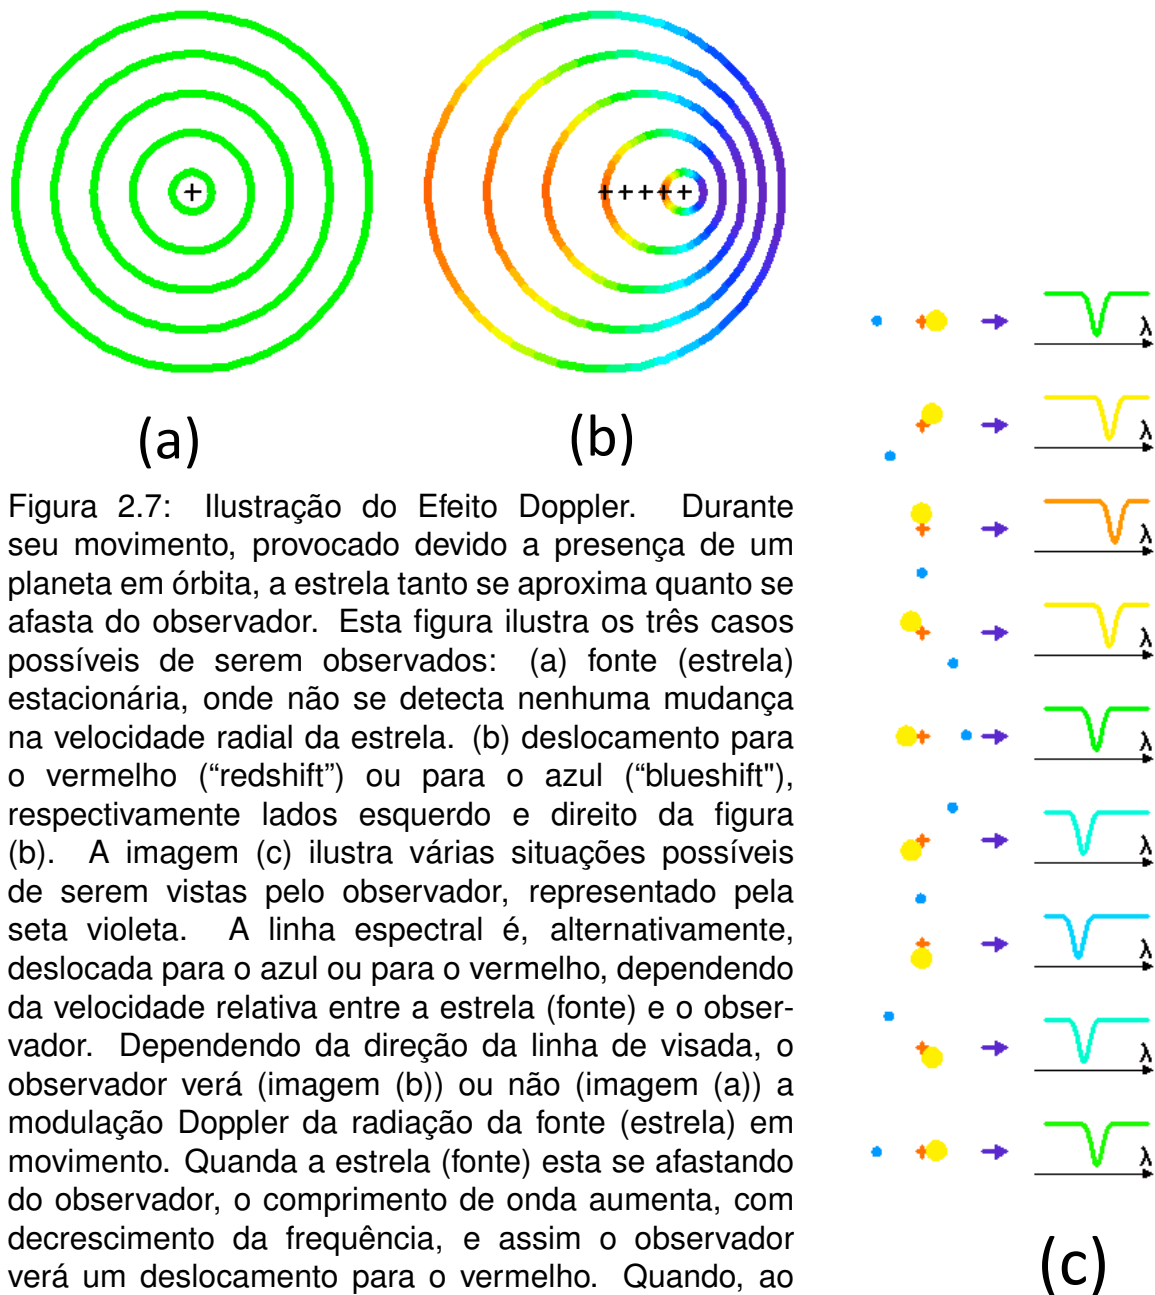 (a)
(b)
Figura 2.7: Ilustração do Efeito Doppler. Durante
seu movimento, provocado devido a presença de um
planeta em órbita, a estrela tanto se aproxima quanto se
afasta do observador. Esta figura ilustra os três casos
possíveis de serem observados: (a) fonte (estrela)
estacionária, onde não se detecta nenhuma mudança
na velocidade radial da estrela. (b) deslocamento para
o vermelho (“redshift”) ou para o azul (“blueshift"),
respectivamente lados esquerdo e direito da figura
(b). A imagem (c) ilustra várias situações possíveis
de serem vistas pelo observador, representado pela
seta violeta. A linha espectral é, alternativamente,
deslocada para o azul ou para o vermelho, dependendo
da velocidade relativa entre a estrela (fonte) e o obser-
vador. Dependendo da direção da linha de visada, o
observador verá (imagem (b)) ou não (imagem (a)) a
modulação Doppler da radiação da fonte (estrela) em
movimento. Quanda a estrela (fonte) esta se afastando
do observador, o comprimento de onda aumenta, com
decrescimento da frequência, e assim o observador
verá um deslocamento para o vermelho. Quando, ao
λ
λ
λ
λ
λ
λ
λ
λ
λ
(c)